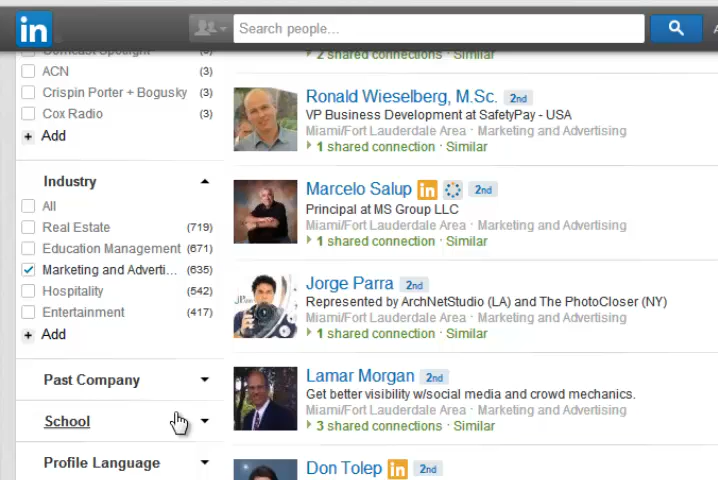 in
Search people...
A
Comcast Spotlight (3)
ACN (3)
Crispin Porter + Bogusky (3)
Cox Radio (3)
+ Add
Industry
All
Real Estate (719)
Education Management (671)
Marketing and Adverti... (635)
Hospitality (542)
Entertainment (417)
+ Add
Past Company
School
Profile Language
2 shared connections · Similar
Ronald Wieselberg, M.Sc. 2nd
VP Business Development at SafetyPay - USA
Miami/Fort Lauderdale Area · Marketing and Advertising
1 shared connection · Similar
Marcelo Salup in 2nd
Principal at MS Group LLC
Miami/Fort Lauderdale Area · Marketing and Advertising
1 shared connection · Similar
Jorge Parra 2nd
Represented by ArchNetStudio (LA) and The PhotoCloser (NY)
Miami/Fort Lauderdale Area · Marketing and Advertising
1 shared connection · Similar
Lamar Morgan 2nd
Get better visibility w/social media and crowd mechanics.
Miami/Fort Lauderdale Area · Marketing and Advertising
3 shared connections · Similar
Don Tolep in 2nd